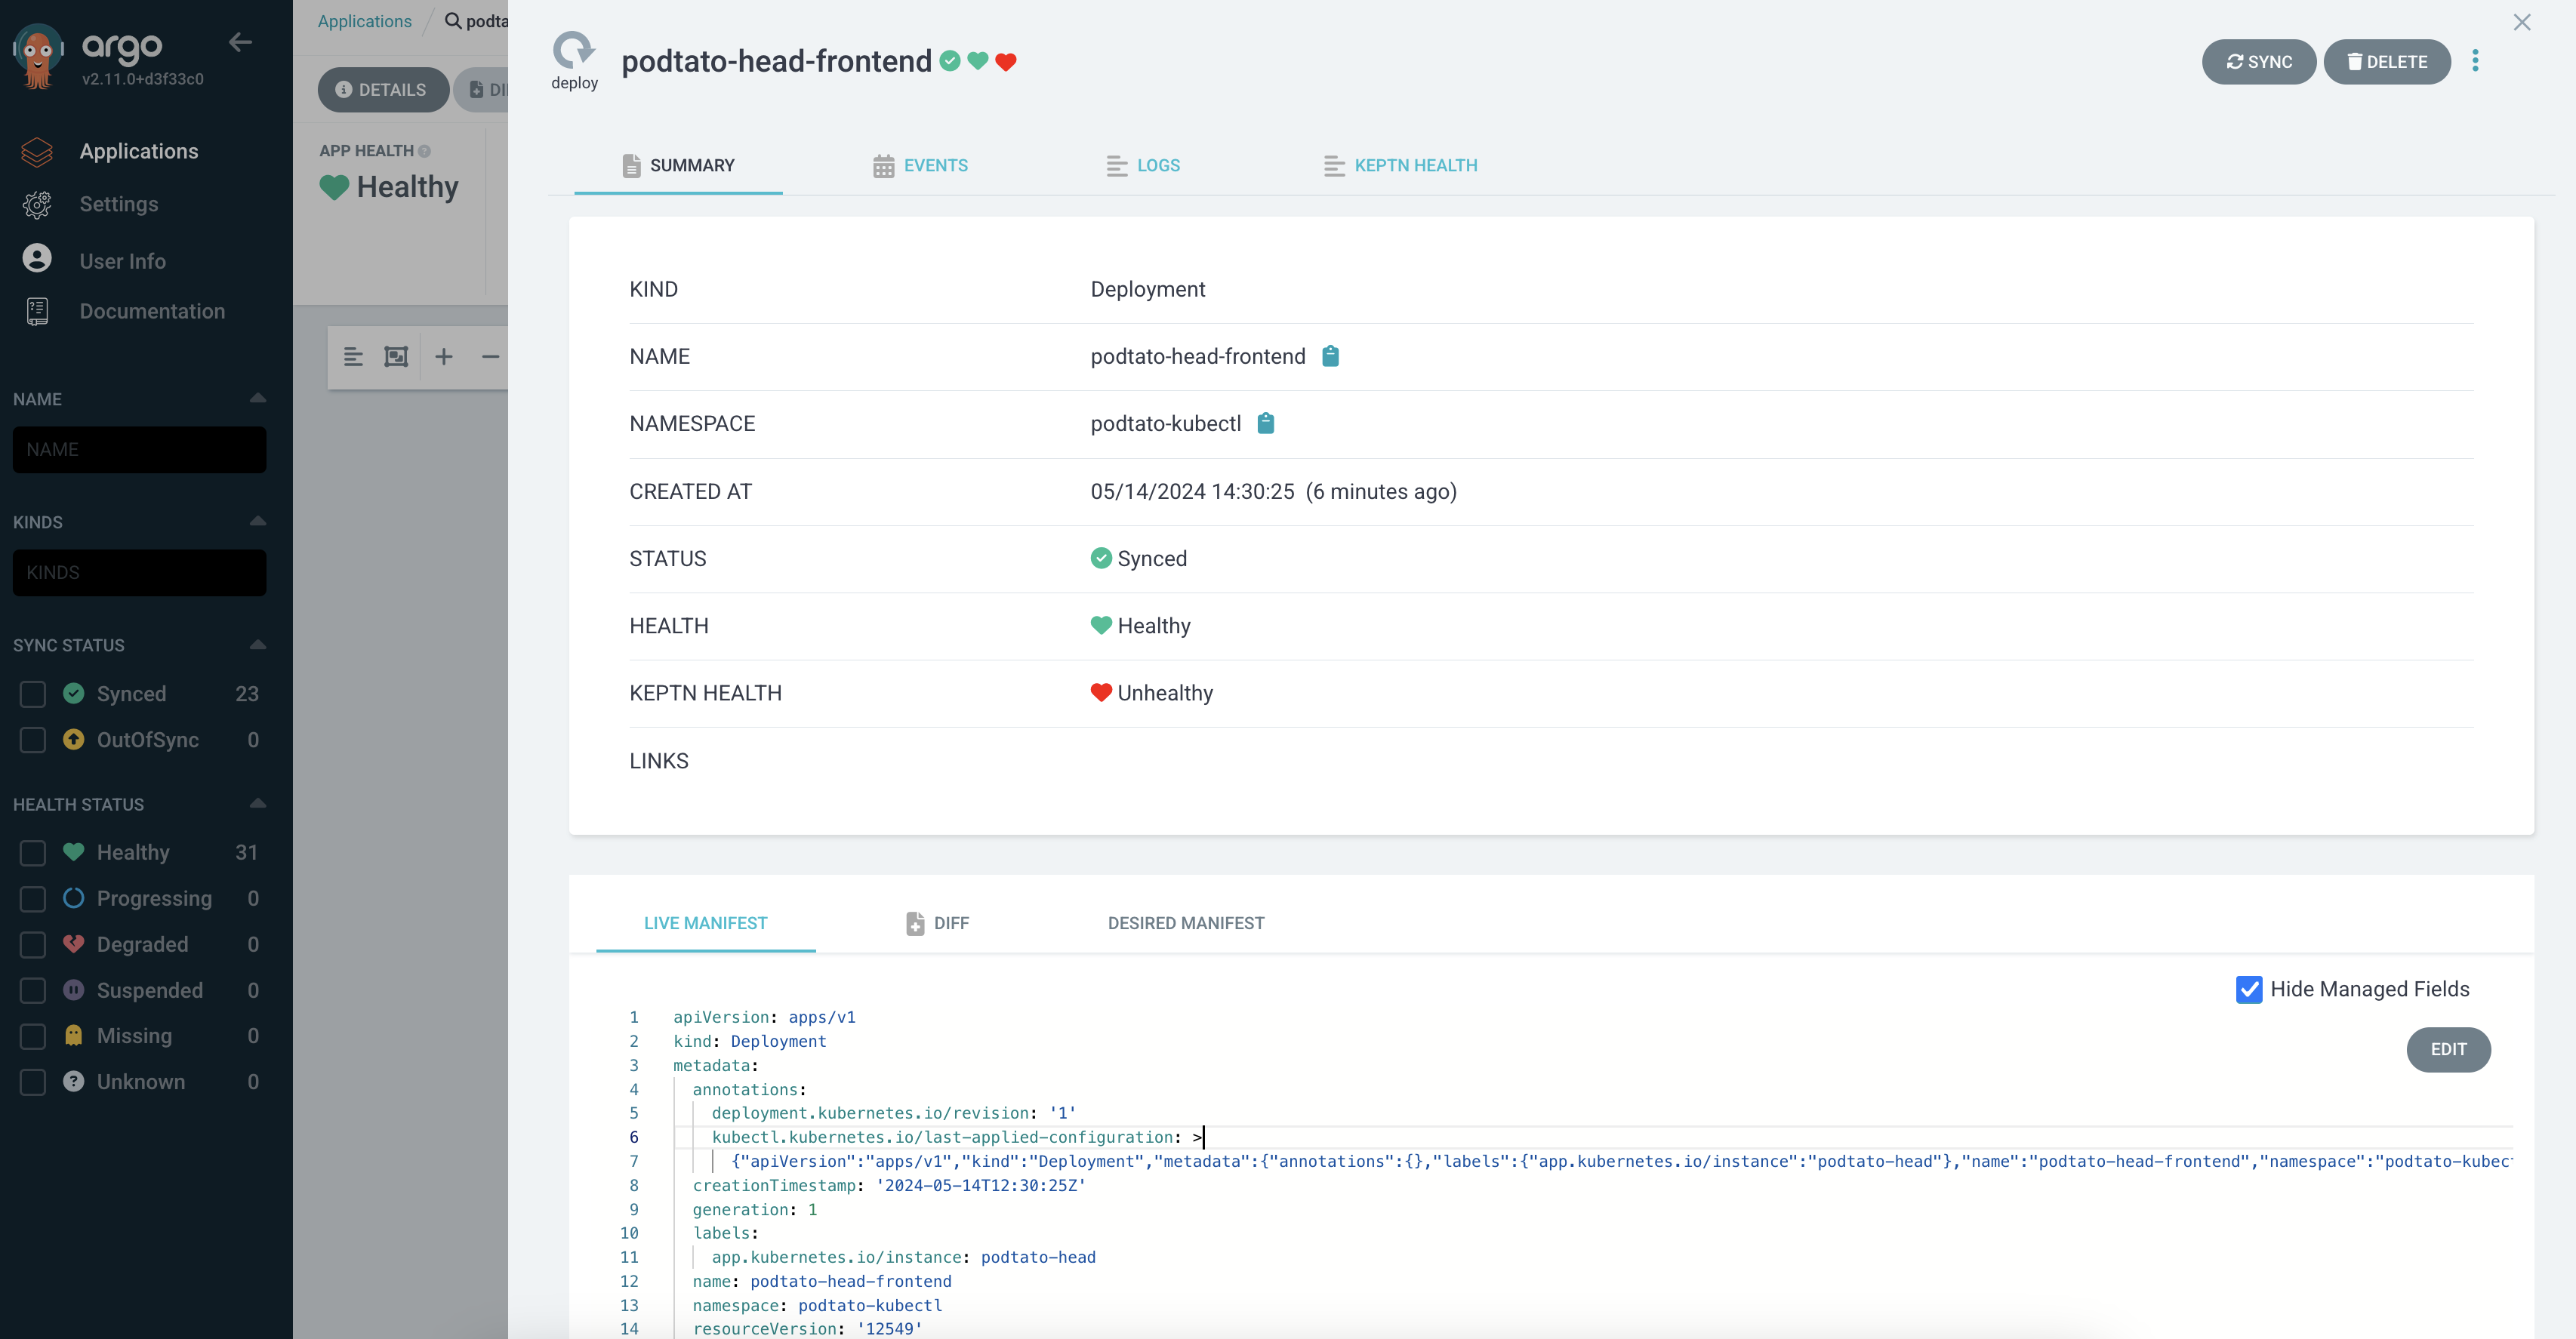 argo
v2.11.0+d3f33c0
Applications
Settings
User Info
Documentation
NAME
NAME
KINDS
KINDS
SYNC STATUS
Synced 23
OutOfSync 0
HEALTH STATUS
Healthy 31
Progressing 0
Degraded 0
Suspended 0
Missing 0
Unknown 0
Applications / podta
DETAILS DI
APP HEALTH
Healthy
deploy
podtato-head-frontend
SYNC DELETE
SUMMARY EVENTS LOGS KEPTN HEALTH
KIND Deployment
NAME podtato-head-frontend
NAMESPACE podtato-kubectl
CREATED AT 05/14/2024 14:30:25 (6 minutes ago)
STATUS Synced
HEALTH Healthy
KEPTN HEALTH Unhealthy
LINKS
LIVE MANIFEST DIFF DESIRED MANIFEST
Hide Managed Fields
EDIT
1 apiVersion: apps/v1
2 kind: Deployment
3 metadata:
4 annotations:
5 deployment.kubernetes.io/revision: '1'
6 kubectl.kubernetes.io/last-applied-configuration: >
7 {"apiVersion":"apps/v1","kind":"Deployment","metadata":{"annotations":{},"labels":{"app.kubernetes.io/instance":"podtato-head"},"name":"podtato-head-frontend","namespace":"podtato-kubec
8 creationTimestamp: '2024-05-14T12:30:25Z'
9 generation: 1
10 labels:
11 app.kubernetes.io/instance: podtato-head
12 name: podtato-head-frontend
13 namespace: podtato-kubectl
14 resourceVersion: '12549'